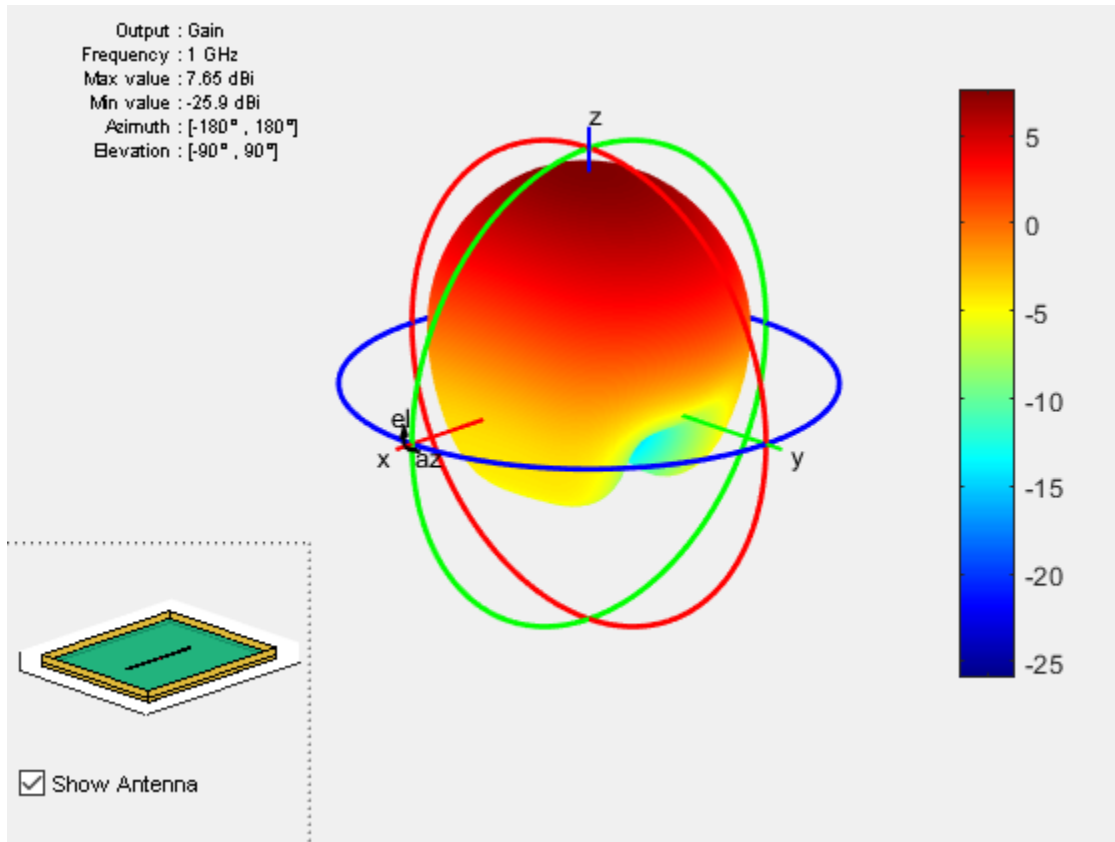 Output : Gain
Frequency : 1 GHz
Max value : 7.65 dBi
Min value : -25.9 dBi
Azimuth : [-180° , 180°]
Elevation : [-90° , 90°]
z
5
0
-5
-10
-15
-20
-25
el
x
az
y
Show Antenna